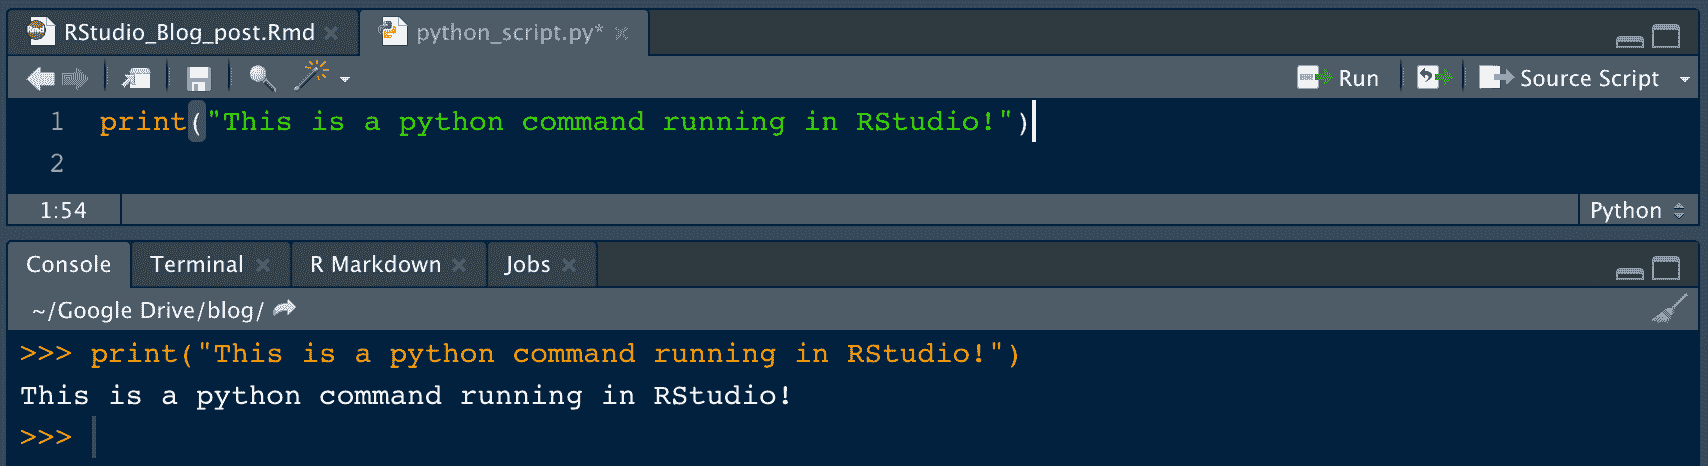 RStudio_Blog_post.Rmd python_script.py*
Run Source Script
1 print("This is a python command running in RStudio!")
2
1:54 Python
Console Terminal R Markdown Jobs
~/Google Drive/blog/
>>> print("This is a python command running in RStudio!")
This is a python command running in RStudio!
>>>